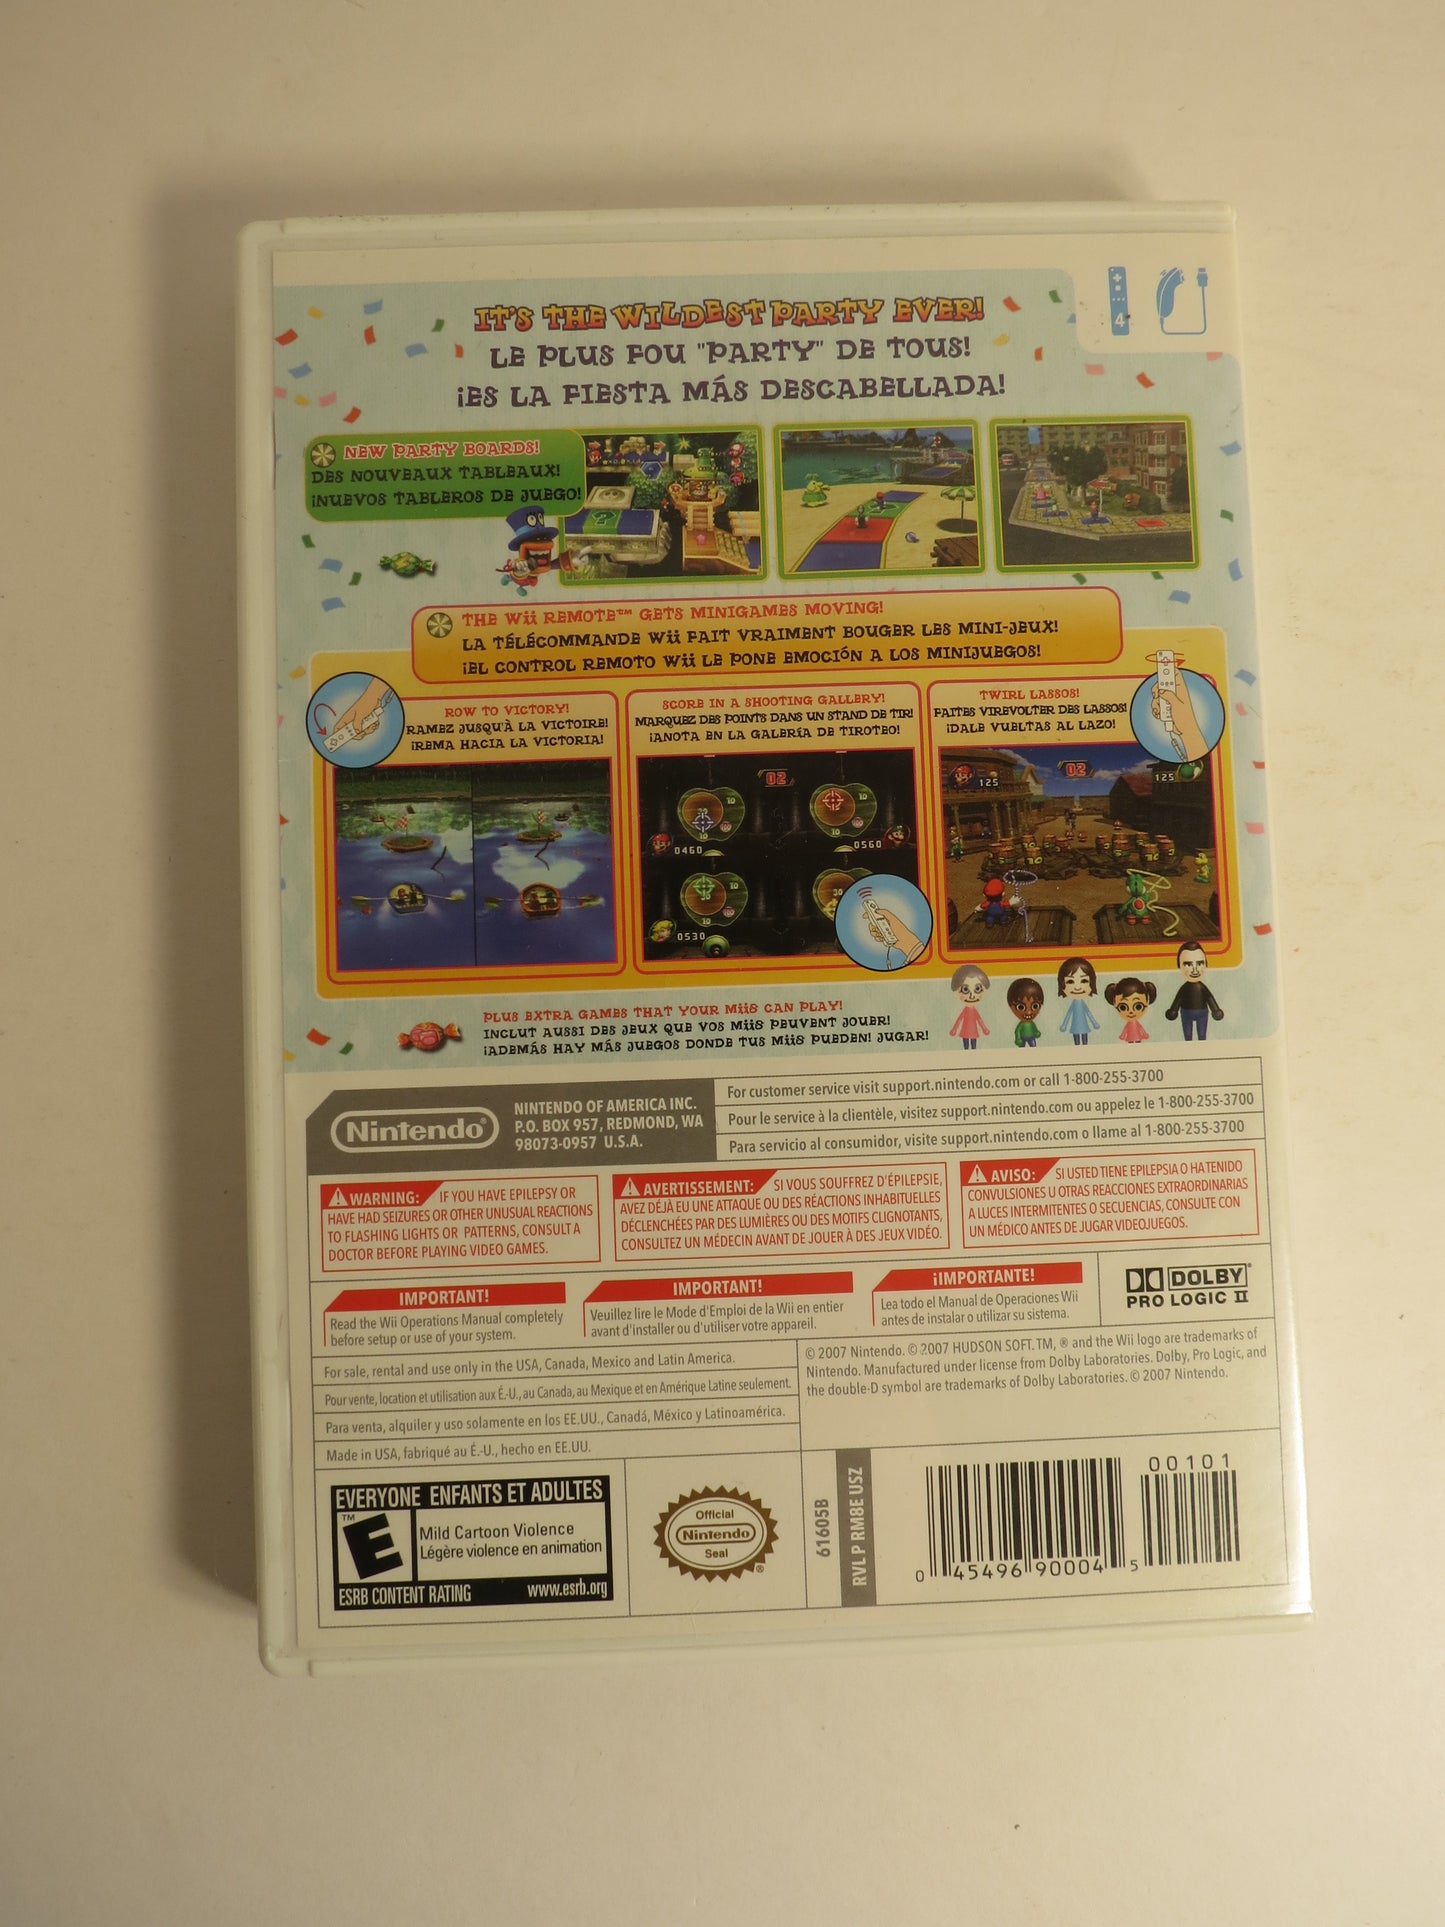 4
IT'S THE WILDEST PARTY EVER!
LE PLUS FOU "PARTY" DE TOUS!
¡ES LA FIESTA MÁS DESCABELLADA!
NEW PARTY BOARDS!
DES NOUVEAUX TABLEAUX!
¡NUEVOS TABLEROS DE JUEGO!
THE Wii REMOTE™ GETS MINIGAMES MOVING!
LA TÉLÉCOMMANDE Wii FAIT VRAIMENT BOUGER LES MINI-JEUX!
¡EL CONTROL REMOTO Wii LE PONE EMOCIÓN A LOS MINIJUEGOS!
ROW TO VICTORY!
RAMEZ JUSQU'À LA VICTOIRE!
¡REMA HACIA LA VICTORIA!
SCORE IN A SHOOTING GALLERY!
MARQUEZ DES POINTS DANS UN STAND DE TIR!
¡ANOTA EN LA GALERÍA DE TIROTEO!
02
10
10
0460
0560
10
30
10
30
0530
TWIRL LASSOS!
FAITES VIREVOLTER DES LASSOS!
¡DALE VUELTAS AL LAZO!
125
02
125
PLUS EXTRA GAMES THAT YOUR Miis CAN PLAY!
INCLUT AUSSI DES JEUX QUE VOS Miis PEUVENT JOUER!
¡ADEMÁS HAY MÁS JUEGOS DONDE TUS Miis PUEDEN! JUGAR!
Nintendo®
NINTENDO OF AMERICA INC.
P.O. BOX 957, REDMOND, WA
98073-0957 U.S.A.
For customer service visit support.nintendo.com or call 1-800-255-3700
Pour le service à la clientèle, visitez support.nintendo.com ou appelez le 1-800-255-3700
Para servicio al consumidor, visite support.nintendo.com o llame al 1-800-255-3700
WARNING: IF YOU HAVE EPILEPSY OR
HAVE HAD SEIZURES OR OTHER UNUSUAL REACTIONS
TO FLASHING LIGHTS OR PATTERNS, CONSULT A
DOCTOR BEFORE PLAYING VIDEO GAMES.
AVERTISSEMENT: SI VOUS SOUFFREZ D'ÉPILEPSIE,
AVEZ DÉJÀ EU UNE ATTAQUE OU DES RÉACTIONS INHABITUELLES
DÉCLENCHÉES PAR DES LUMIÈRES OU DES MOTIFS CLIGNOTANTS,
CONSULTEZ UN MÉDECIN AVANT DE JOUER À DES JEUX VIDÉO.
AVISO: SI USTED TIENE EPILEPSIA O HA TENIDO
CONVULSIONES U OTRAS REACCIONES EXTRAORDINARIAS
A LUCES INTERMITENTES O SECUENCIAS, CONSULTE CON
UN MÉDICO ANTES DE JUGAR VIDEOJUEGOS.
IMPORTANT!
Read the Wii Operations Manual completely
before setup or use of your system.
IMPORTANT!
Veuillez lire le Mode d'Emploi de la Wii en entier
avant d'installer ou d'utiliser votre appareil.
¡IMPORTANTE!
Lea todo el Manual de Operaciones Wii
antes de instalar o utilizar su sistema.
DOLBY®
PRO LOGIC II
For sale, rental and use only in the USA, Canada, Mexico and Latin America.
Pour vente, location et utilisation aux É.-U., au Canada, au Mexique et en Amérique Latine seulement.
Para venta, alquiler y uso solamente en los EE.UU., Canadá, México y Latinoamérica.
Made in USA, fabriqué au É.-U., hecho en EE.UU.
© 2007 Nintendo. © 2007 HUDSON SOFT. TM, ® and the Wii logo are trademarks of
Nintendo. Manufactured under license from Dolby Laboratories. Dolby, Pro Logic, and
the double-D symbol are trademarks of Dolby Laboratories. © 2007 Nintendo.
EVERYONE ENFANTS ET ADULTES
TM
E
Mild Cartoon Violence
Légère violence en animation
ESRB CONTENT RATING www.esrb.org
Official
Nintendo
Seal
®
61605B
RVL P RM8E USZ
00101
0 45496 90004 5